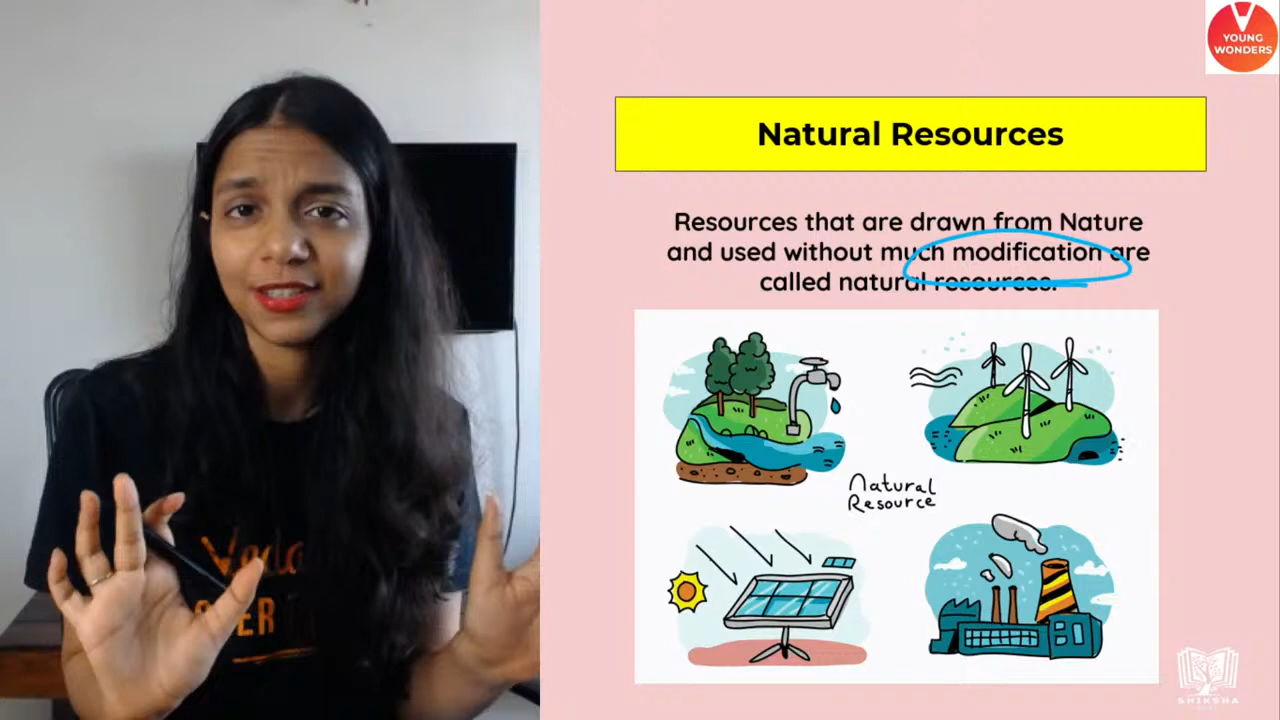 YOUNG
WONDERS
Natural Resources
Resources that are drawn from Nature
and used without much modification are
called natural resources.
Natural
Resource
SHIKSHA